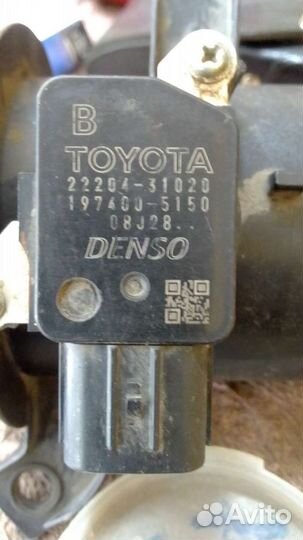 B
TOYOTA
22204-31020
197400-5150
08J28..
DENSO
Avito